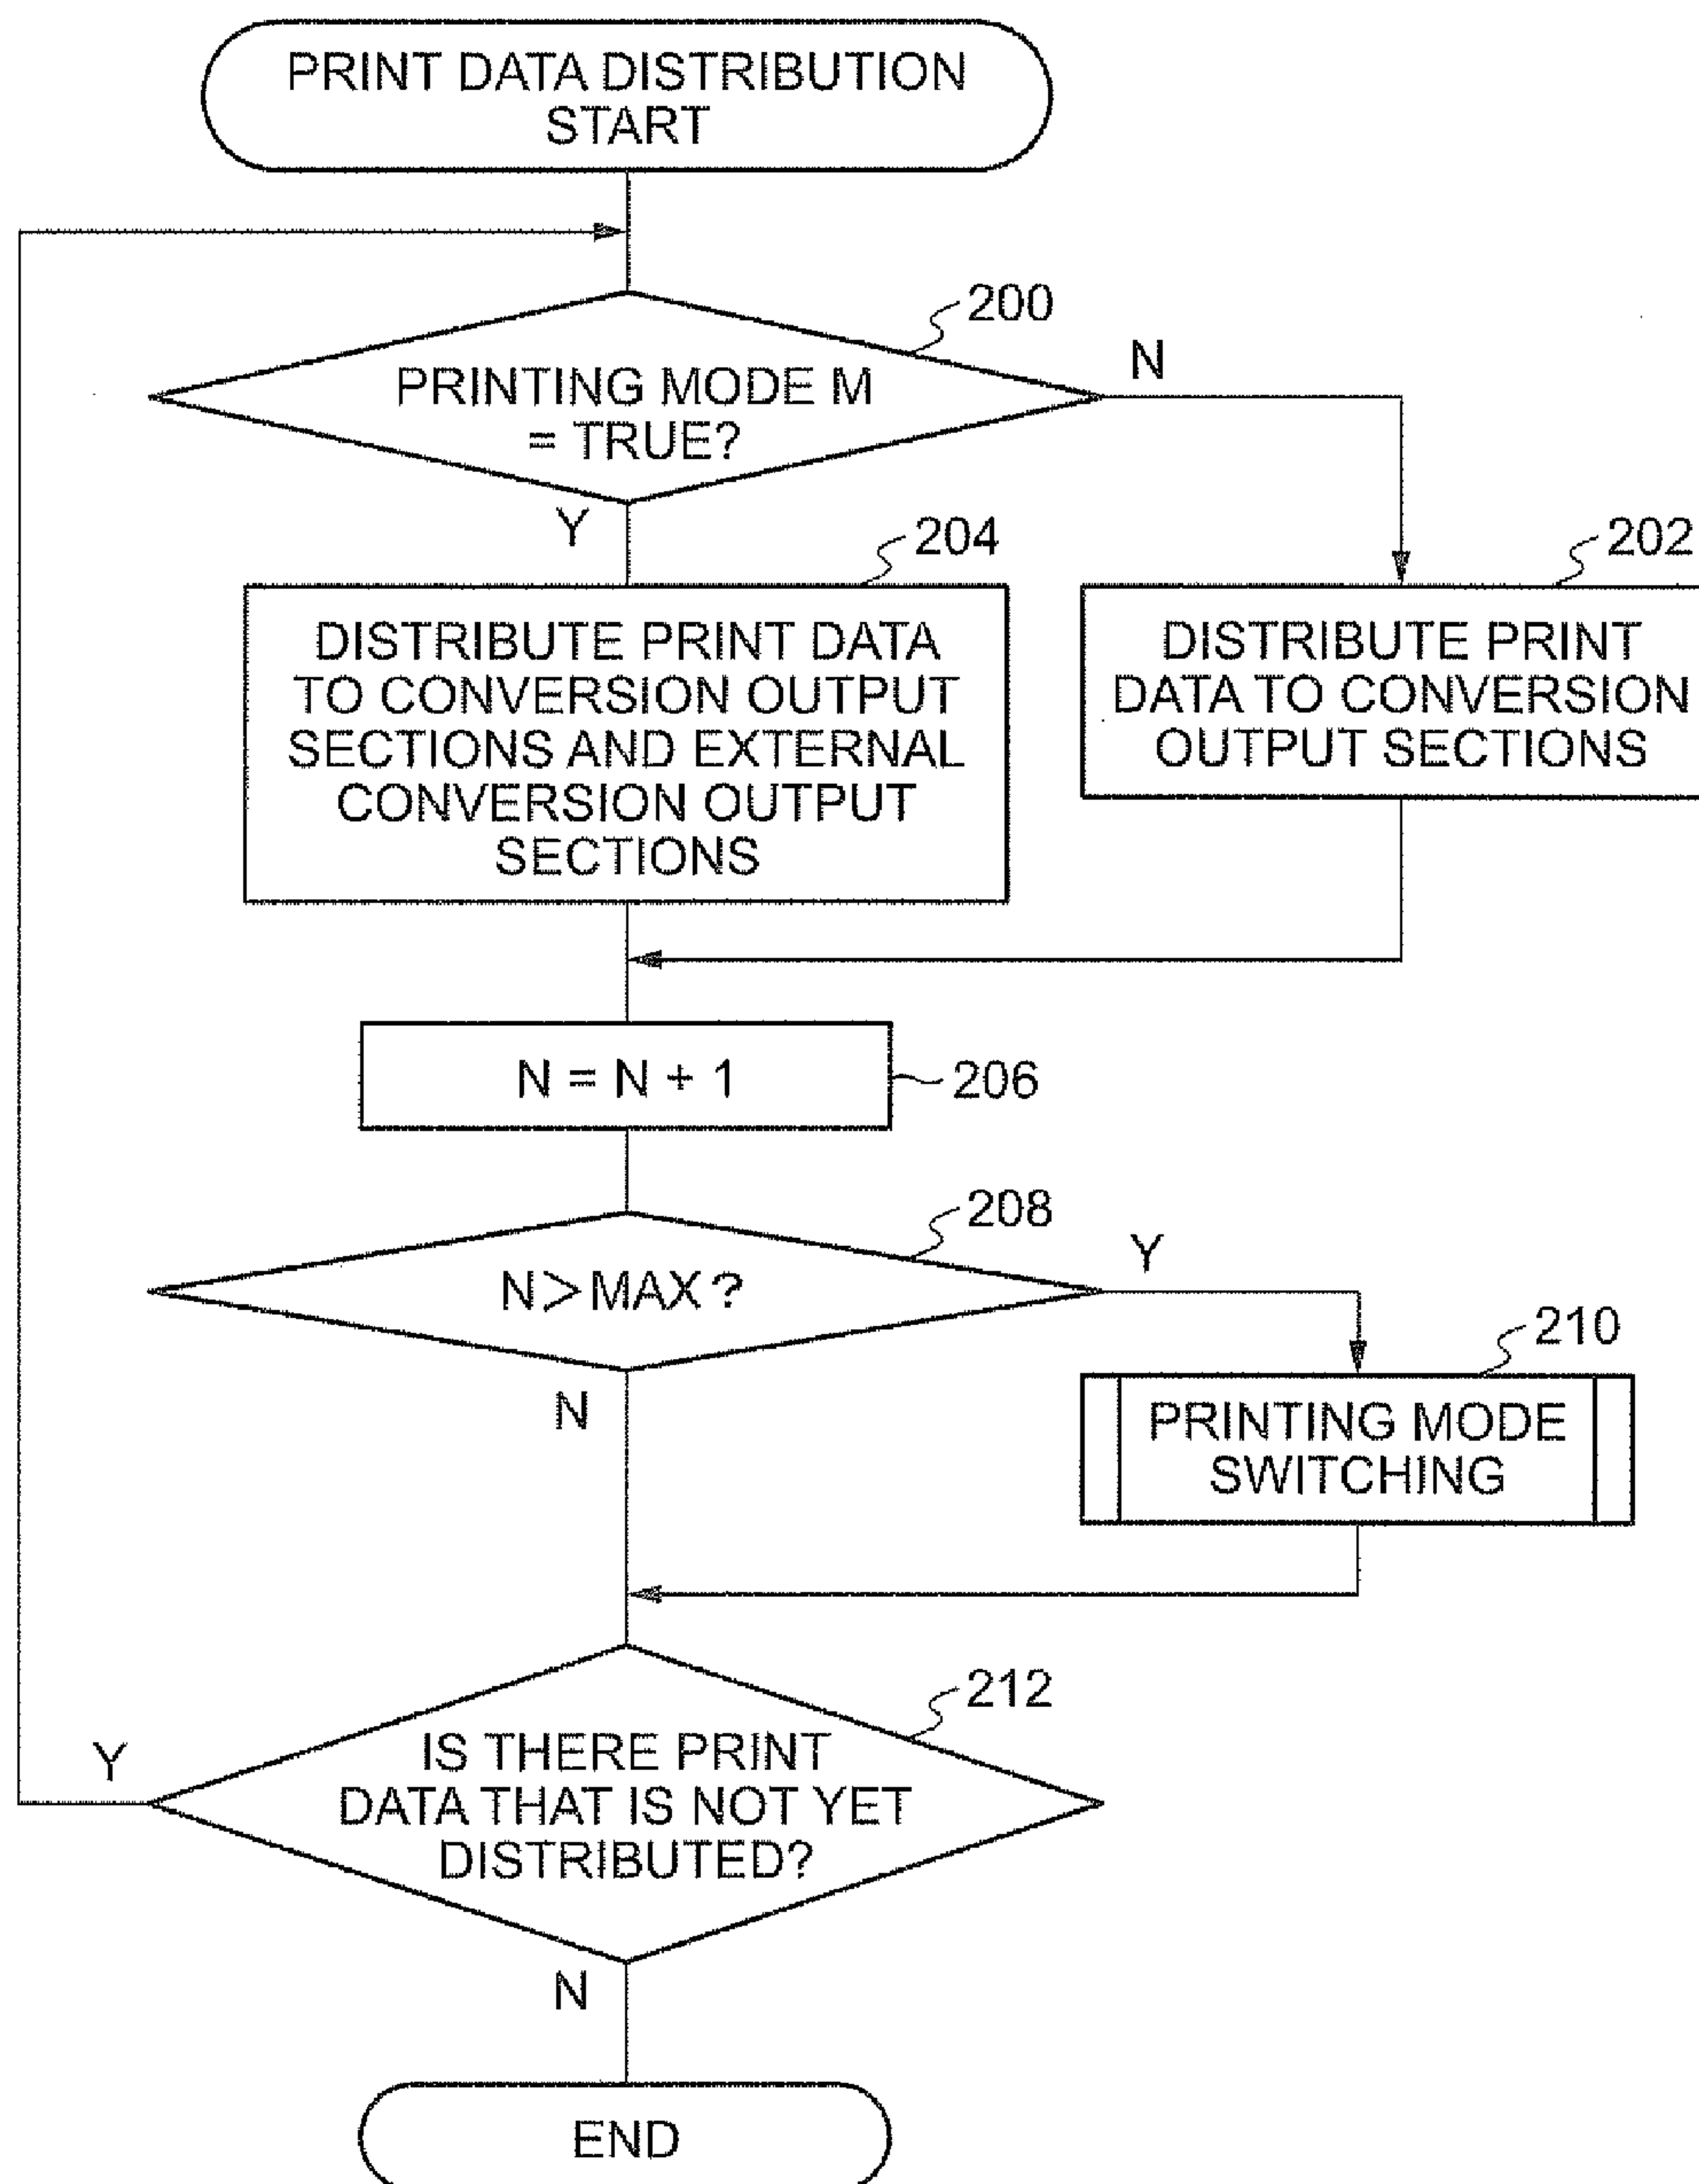 PRINT DATA DISTRIBUTION
START
200
PRINTING MODE M
= TRUE?
N
Y
204
DISTRIBUTE PRINT DATA
TO CONVERSION OUTPUT
SECTIONS AND EXTERNAL
CONVERSION OUTPUT
SECTIONS
202
DISTRIBUTE PRINT
DATA TO CONVERSION
OUTPUT SECTIONS
N = N + 1
206
208
N>MAX?
Y
N
210
PRINTING MODE
SWITCHING
212
IS THERE PRINT
DATA THAT IS NOT YET
DISTRIBUTED?
Y
N
END